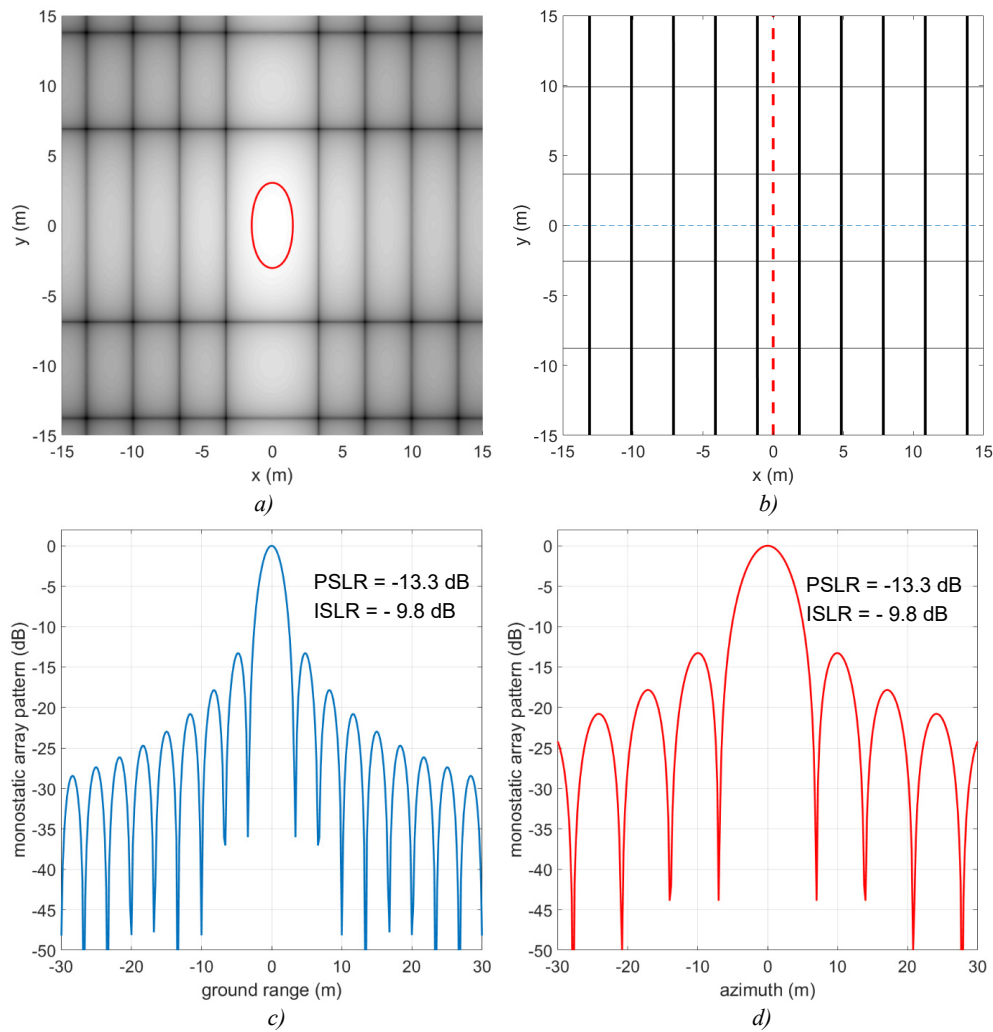 15
10
5
0
-5
-10
-15
y (m)
-15 -10 -5 0 5 10 15
x (m)
a)
15
10
5
0
-5
-10
-15
y (m)
-15 -10 -5 0 5 10 15
x (m)
b)
0
-5
-10
-15
-20
-25
-30
-35
-40
-45
-50
monostatic array pattern (dB)
PSLR = -13.3 dB
ISLR = - 9.8 dB
-30 -20 -10 0 10 20 30
ground range (m)
c)
0
-5
-10
-15
-20
-25
-30
-35
-40
-45
-50
monostatic array pattern (dB)
PSLR = -13.3 dB
ISLR = - 9.8 dB
-30 -20 -10 0 10 20 30
azimuth (m)
d)